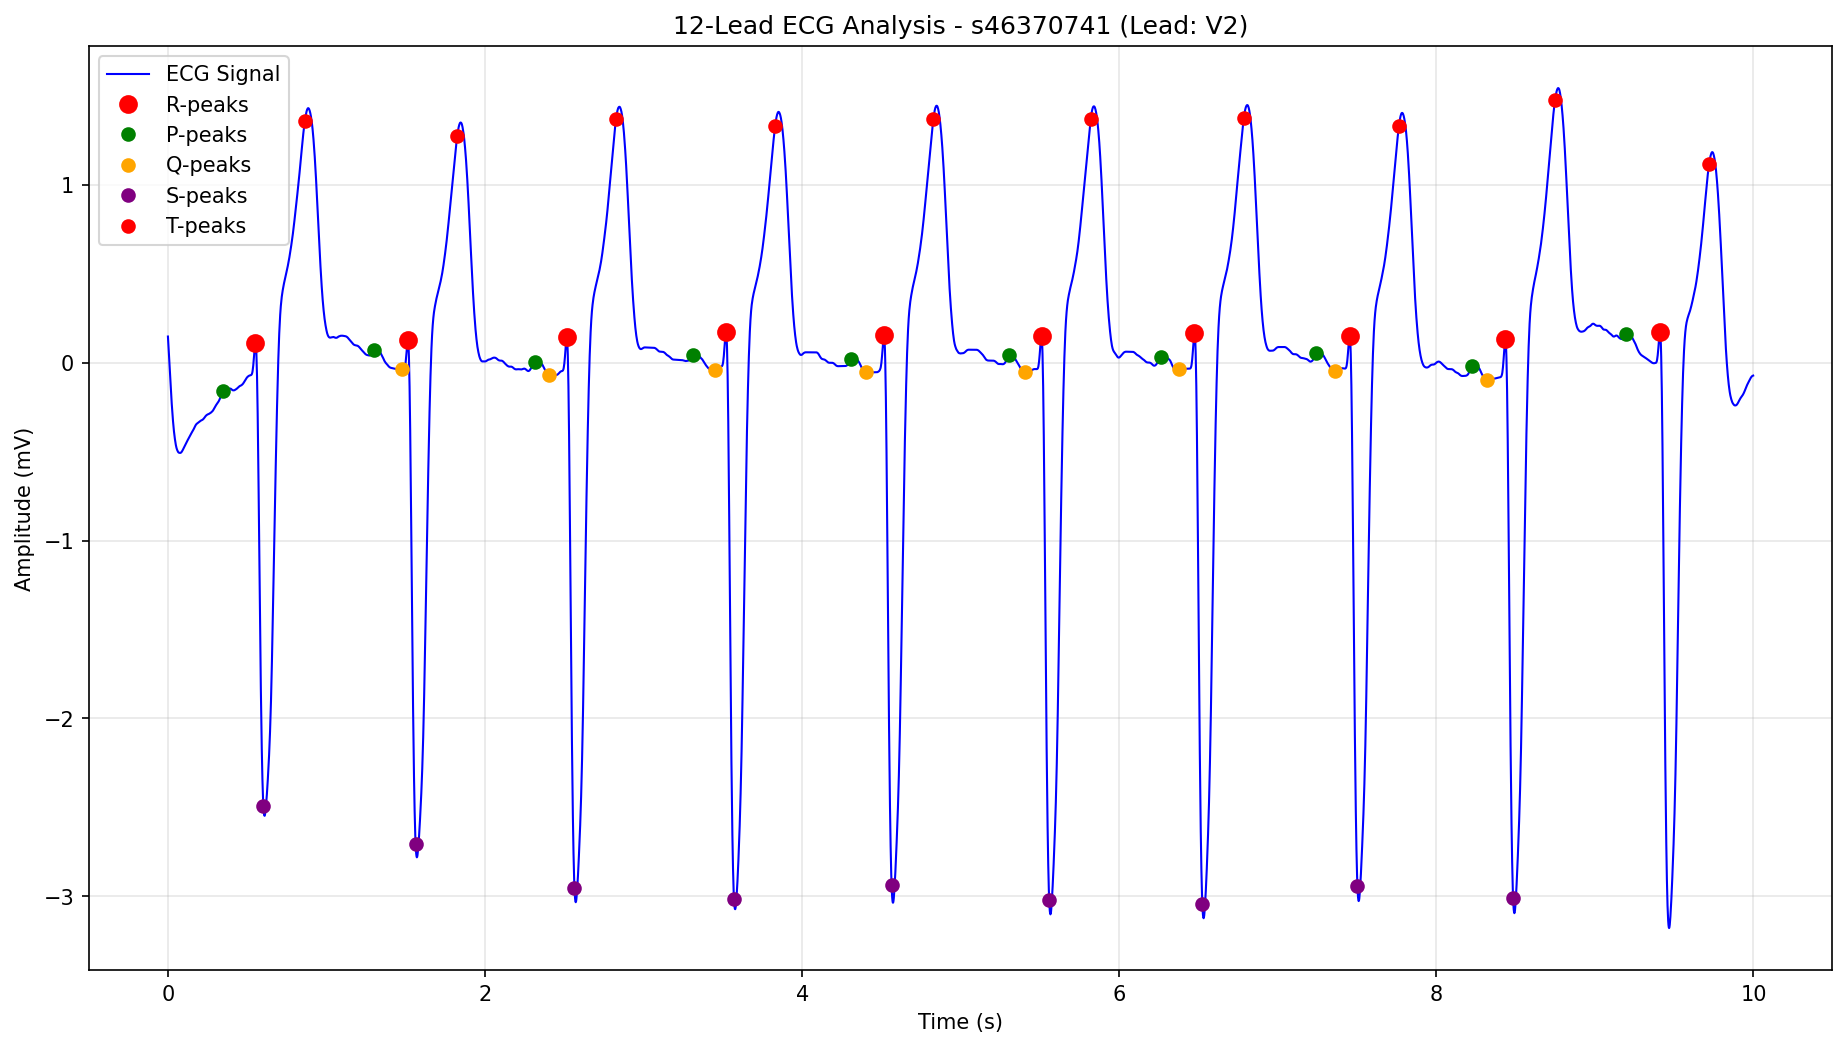 12-Lead ECG Analysis - s46370741 (Lead: V2)
ECG Signal
R-peaks
P-peaks
Q-peaks
S-peaks
T-peaks
Amplitude (mV)
1
0
−1
−2
−3
0 2 4 6 8 10
Time (s)